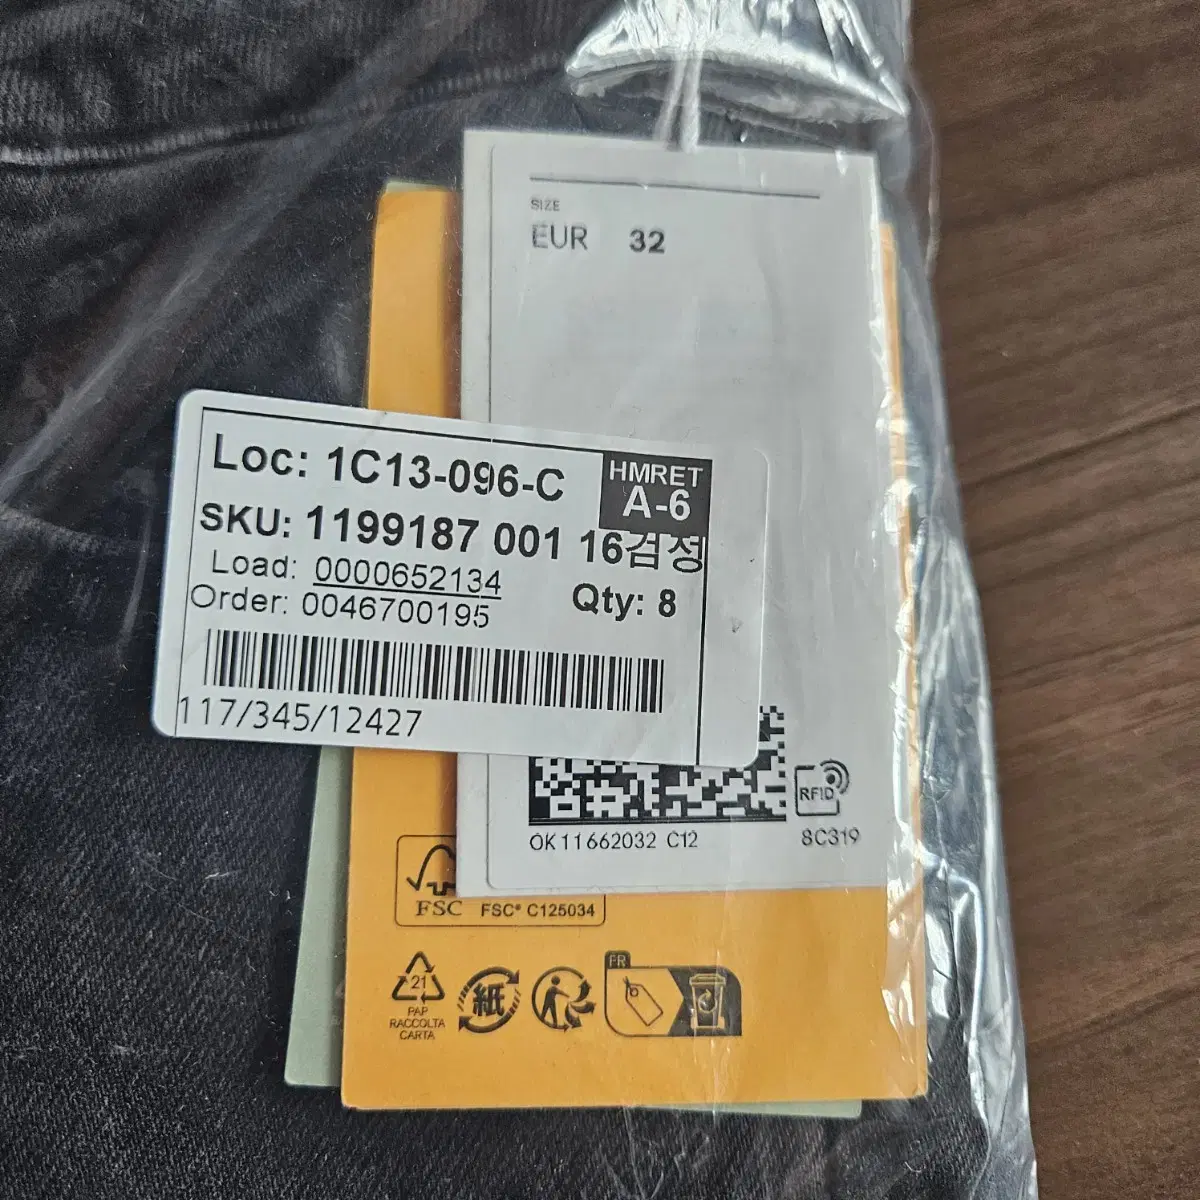 SIZE
EUR 32
Loc: 1C13-096-C
HMRET
A-6
SKU: 1199187 001 16검정
Load: 0000652134
Order: 0046700195
Qty: 8
117/345/12427
RFID
OK11662032 C12
8C319
FSC
FSC® C125034
21
PAP
RACCOLTA
CARTA
紙
FR